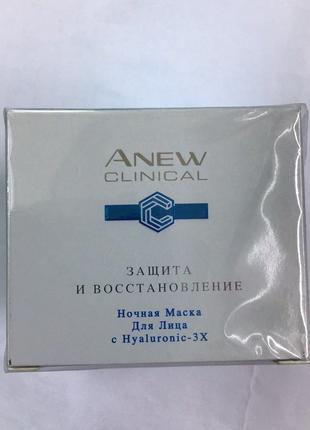 ANEW
CLINICAL
ЗАЩИТА
И ВОССТАНОВЛЕНИЕ
Ночная Маска
Для Лица
с Hyaluronic-3X